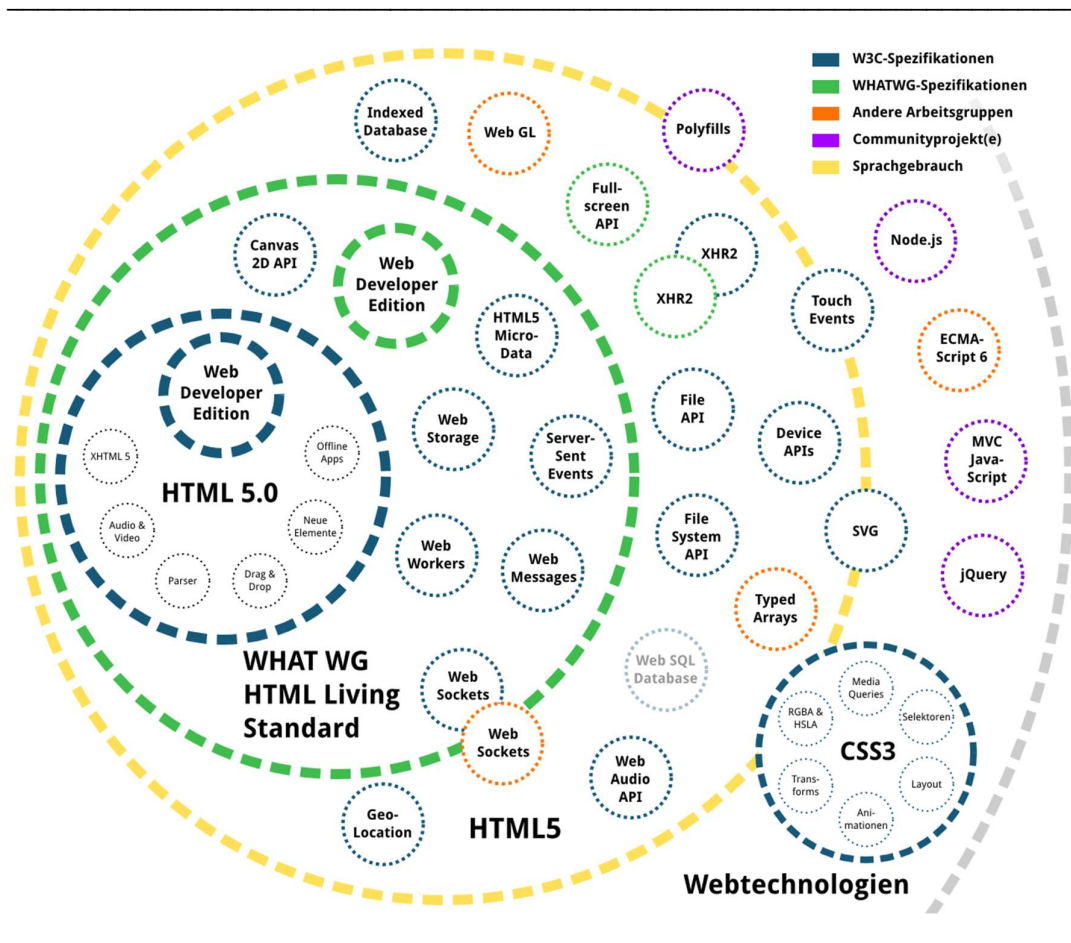 W3C-Spezifikationen
WHATWG-Spezifikationen
Andere Arbeitsgruppen
Communityprojekt(e)
Sprachgebrauch
Indexed
Database
Web GL
Polyfills
Full-
screen
API
XHR2
XHR2
Node.js
Canvas
2D API
Web
Developer
Edition
HTML5
Micro-
Data
Touch
Events
ECMA-
Script 6
Web
Developer
Edition
Web
Storage
Server-
Sent
Events
File
API
Device
APIs
MVC
Java-
Script
XHTML 5
Offline
Apps
HTML 5.0
Audio &
Video
Neue
Elemente
Parser
Drag &
Drop
Web
Workers
Web
Messages
File
System
API
SVG
jQuery
Typed
Arrays
WHAT WG
HTML Living
Standard
Web
Sockets
Web
Sockets
Web SQL
Database
Media
Queries
RGBA &
HSLA
Selektoren
CSS3
Trans-
forms
Layout
Ani-
mationen
Web
Audio
API
Geo-
Location
HTML5
Webtechnologien